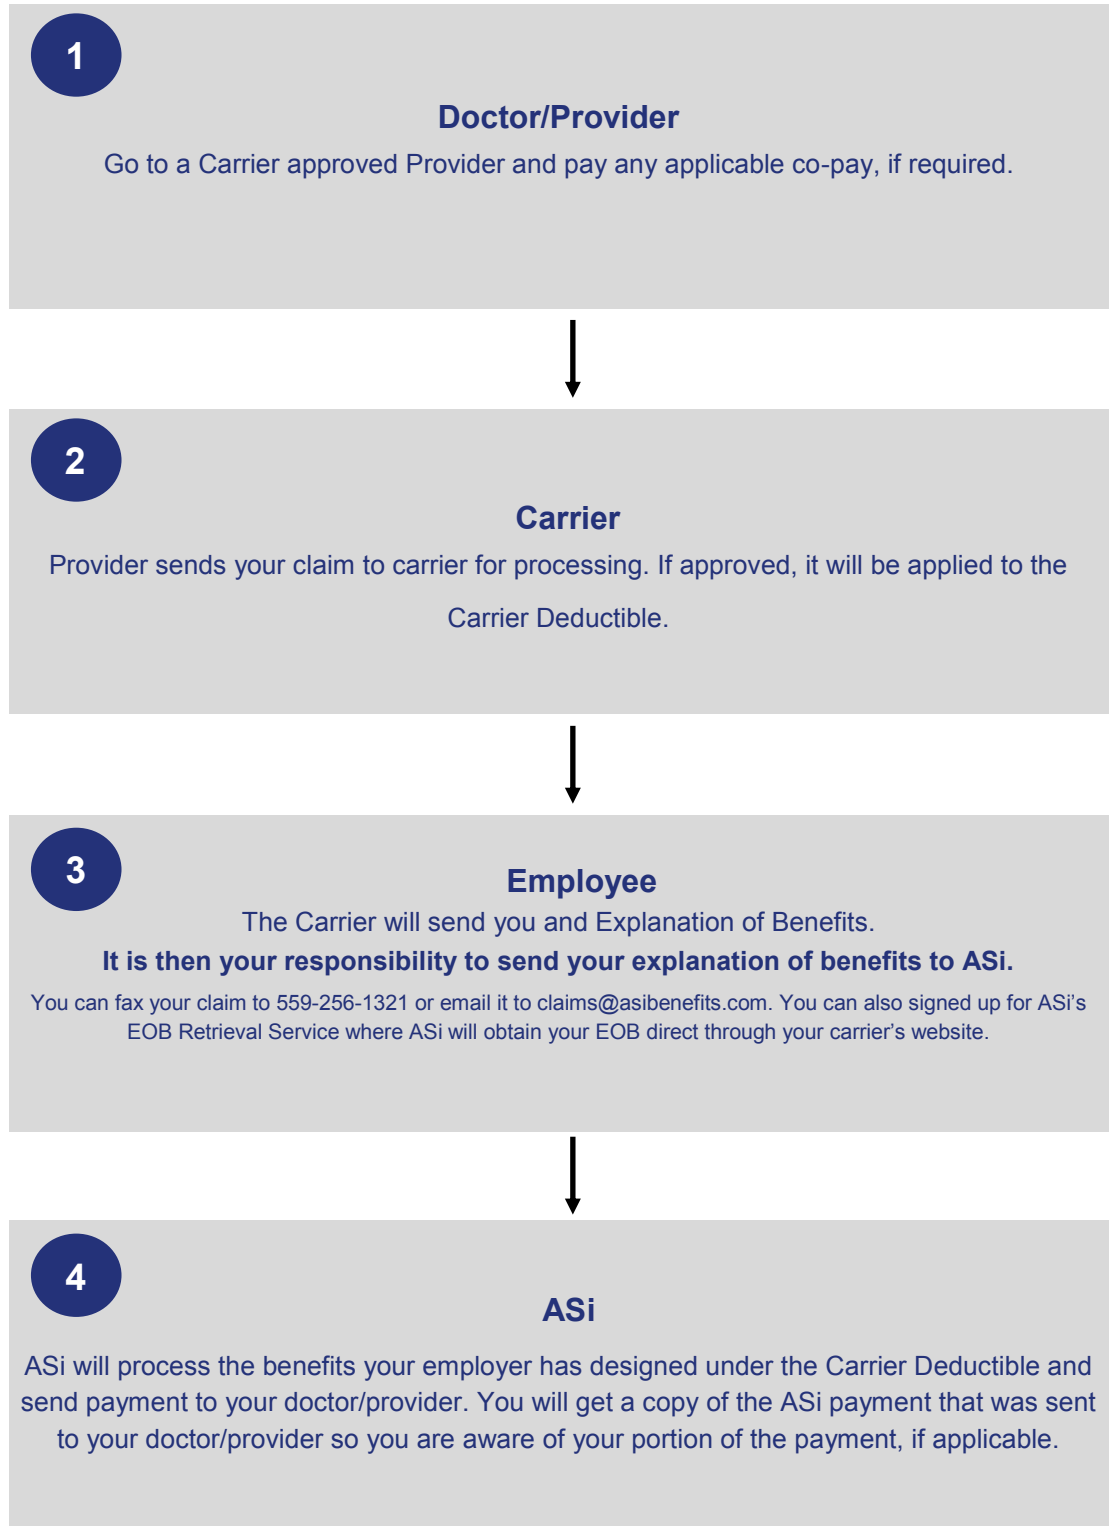 1
Doctor/Provider
Go to a Carrier approved Provider and pay any applicable co-pay, if required.
2
Carrier
Provider sends your claim to carrier for processing. If approved, it will be applied to the
Carrier Deductible.
3
Employee
The Carrier will send you and Explanation of Benefits.
It is then your responsibility to send your explanation of benefits to ASi.
You can fax your claim to 559-256-1321 or email it to claims@asibenefits.com. You can also signed up for ASi's
EOB Retrieval Service where ASi will obtain your EOB direct through your carrier's website.
4
ASi
ASi will process the benefits your employer has designed under the Carrier Deductible and
send payment to your doctor/provider. You will get a copy of the ASi payment that was sent
to your doctor/provider so you are aware of your portion of the payment, if applicable.